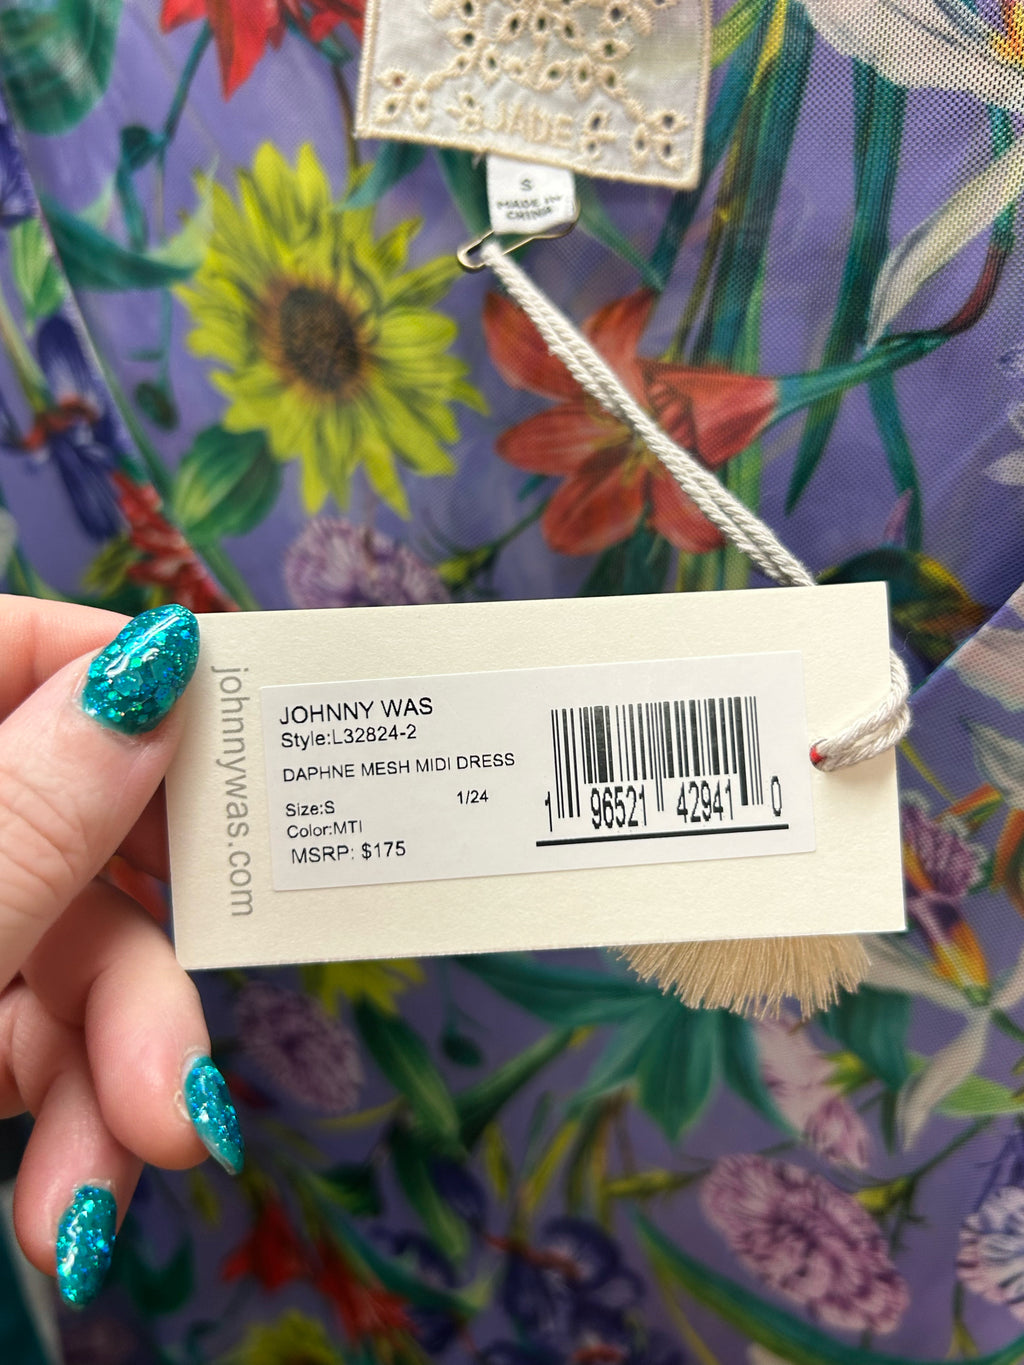 JADE
S
MADE IN
CHINA
johnnywas.com
JOHNNY WAS
Style:L32824-2
DAPHNE MESH MIDI DRESS
Size:S 1/24
Color:MTI
MSRP: $175
1 96521 42941 0